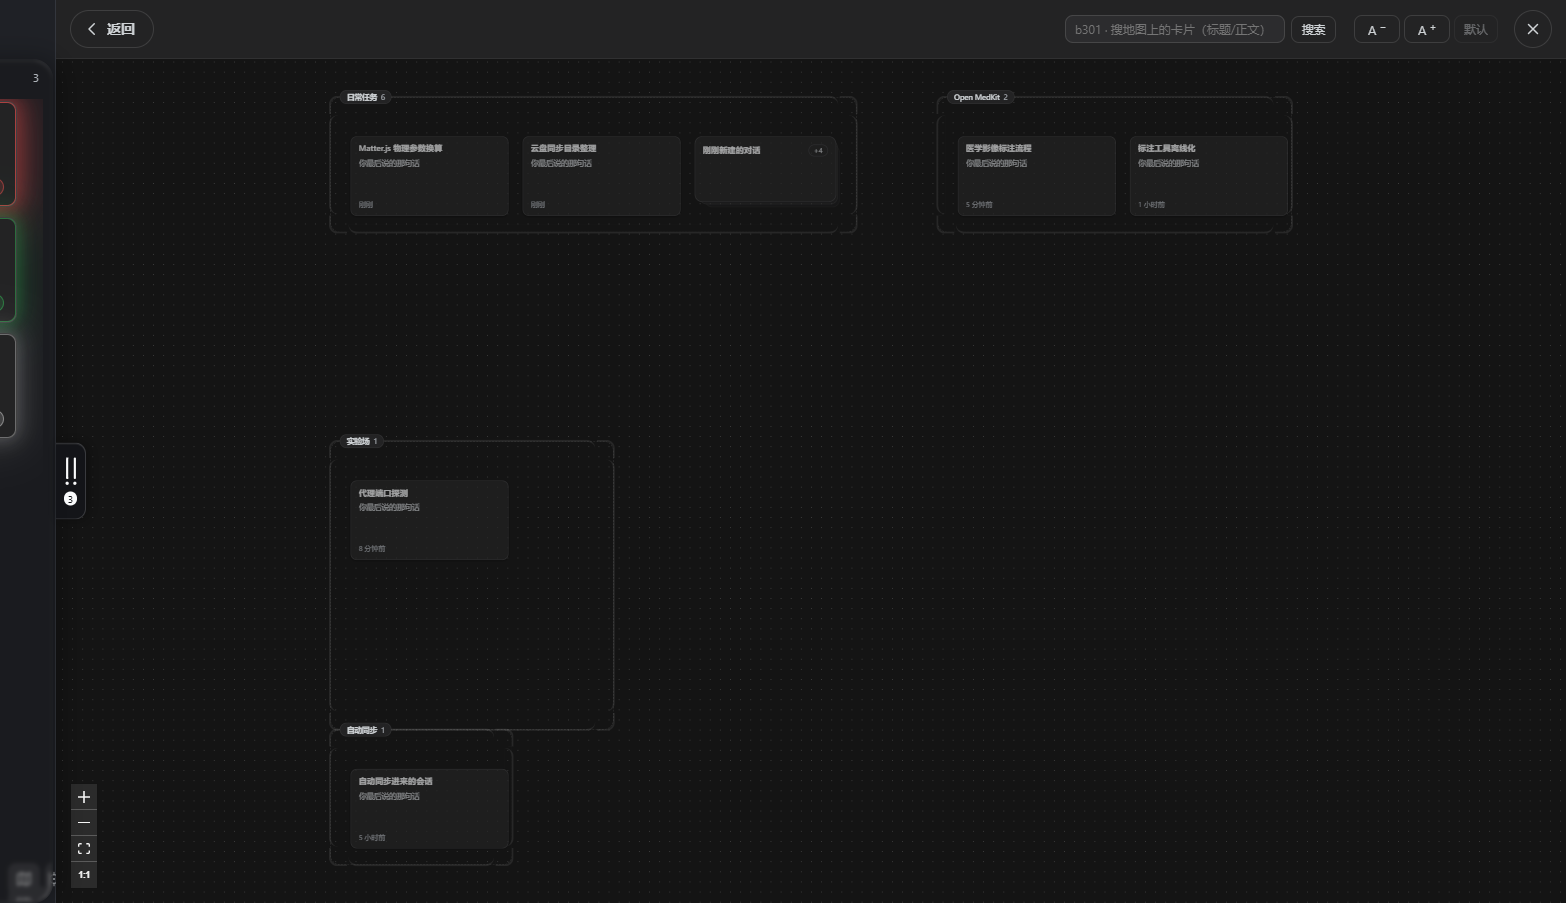 返回
b301 · 搜地图上的卡片（标题/正文）
搜索
A⁻
A⁺
默认
3
日常任务 6
Matter.js 物理参数换算
你最后说的那句话
刚刚
云盘同步目录整理
你最后说的那句话
刚刚
刚刚新建的对话
+4
Open MedKit 2
医学影像标注流程
你最后说的那句话
5 分钟前
标注工具离线化
你最后说的那句话
1 小时前
实验场 1
代理端口探测
你最后说的那句话
8 分钟前
3
自动同步 1
自动同步进来的会话
你最后说的那句话
5 小时前
1:1